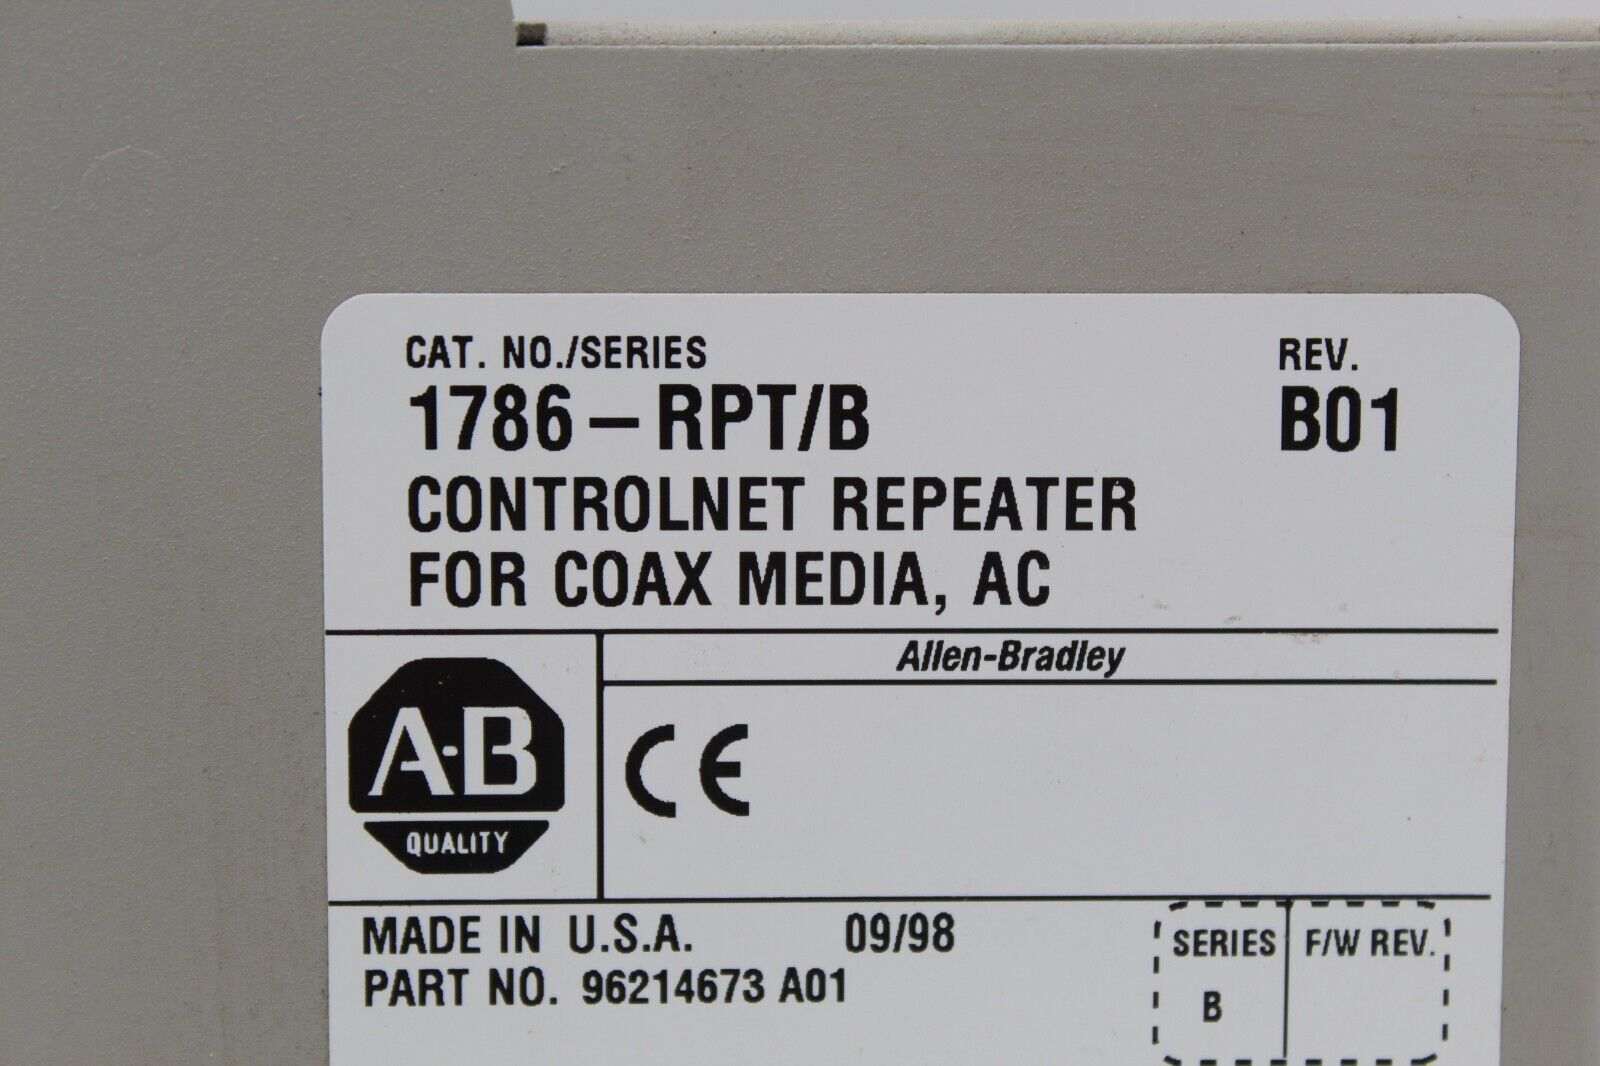 CAT. NO./SERIES REV.
1786-RPT/B B01
CONTROLNET REPEATER
FOR COAX MEDIA, AC
Allen-Bradley
A-B
QUALITY
CE
MADE IN U.S.A. 09/98
PART NO. 96214673 A01
SERIES F/W REV.
B